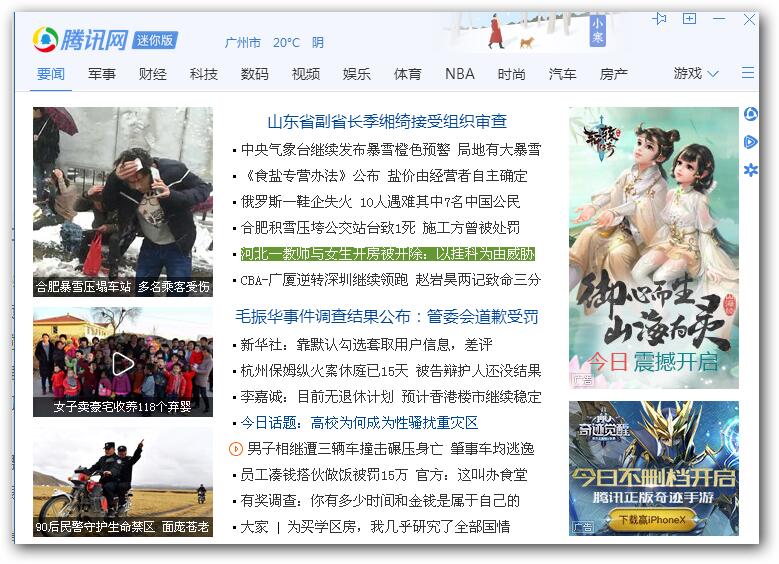 腾讯网 迷你版
广州市 20°C 阴
小寒
要闻 军事 财经 科技 数码 视频 娱乐 体育 NBA 时尚 汽车 房产 游戏
合肥暴雪压塌车站 多名乘客受伤
女子卖豪宅收养118个弃婴
90后民警守护生命禁区 面庞苍老
山东省副省长季缃绮接受组织审查
中央气象台继续发布暴雪橙色预警 局地有大暴雪
《食盐专营办法》公布 盐价由经营者自主确定
俄罗斯一鞋企失火 10人遇难其中7名中国公民
合肥积雪压垮公交站台致1死 施工方曾被处罚
河北一教师与女生开房被开除：以挂科为由威胁
CBA-广厦逆转深圳继续领跑 赵岩昊两记致命三分
毛振华事件调查结果公布：管委会道歉受罚
新华社：靠默认勾选套取用户信息，差评
杭州保姆纵火案休庭已15天 被告辩护人还没结果
李嘉诚：目前无退休计划 预计香港楼市继续稳定
今日话题：高校为何成为性骚扰重灾区
男子相继遭三辆车撞击碾压身亡 肇事车均逃逸
员工凑钱搭伙做饭被罚15万 官方：这叫办食堂
有奖调查：你有多少时间和金钱是属于自己的
大家 | 为买学区房，我几乎研究了全部国情
御心而生
山海有灵
今日震撼开启
广告
奇迹觉醒
今日不删档开启
腾讯正版奇迹手游
下载赢iPhoneX
广告